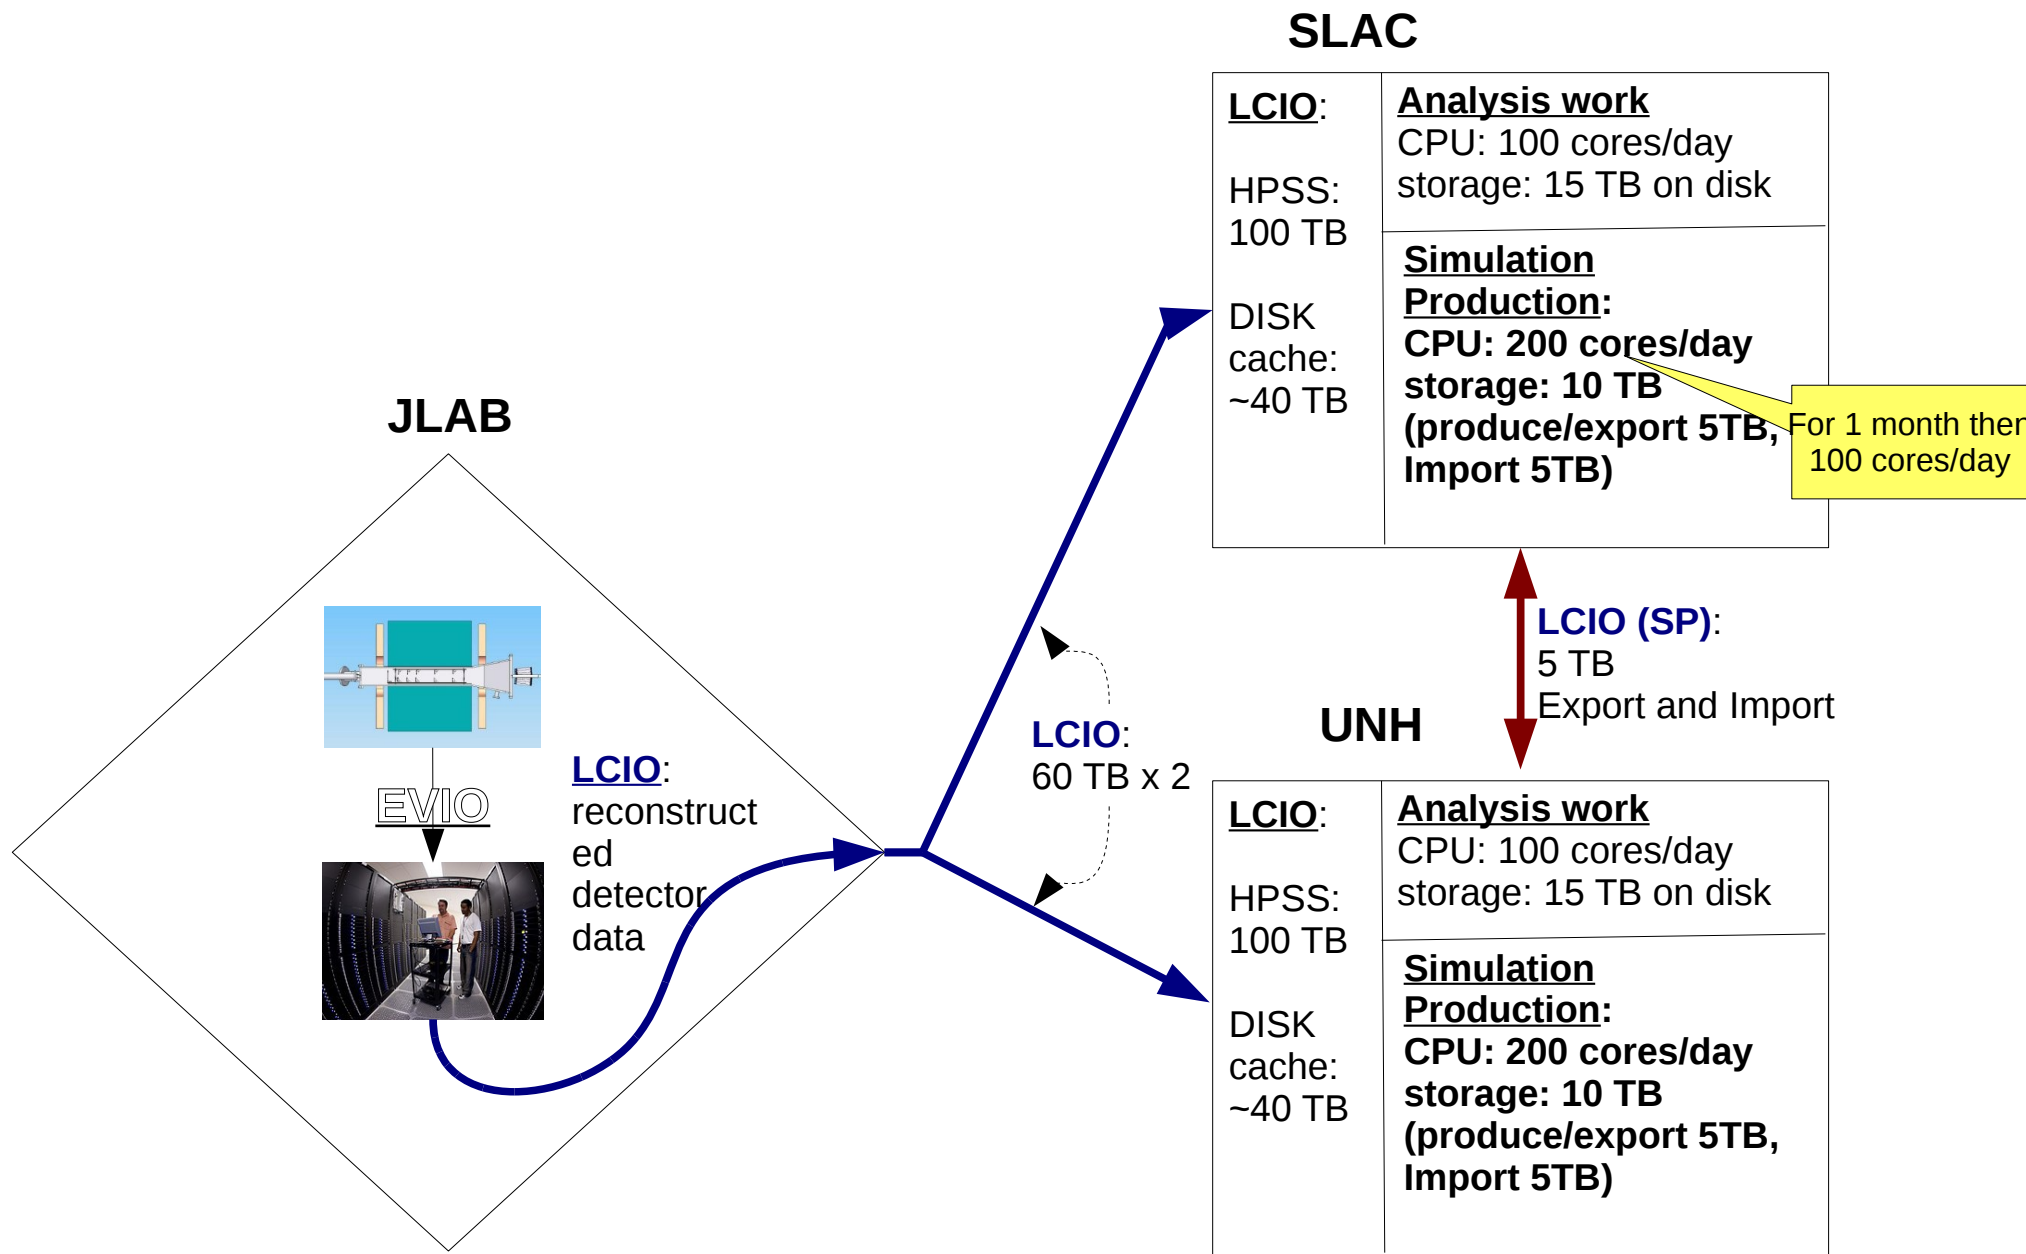 SLAC
LCIO:
HPSS:
100 TB
DISK
cache:
~40 TB
Analysis work
CPU: 100 cores/day
storage: 15 TB on disk
Simulation
Production:
CPU: 200 cores/day
storage: 10 TB
(produce/export 5TB,
Import 5TB)
For 1 month then
100 cores/day
JLAB
EVIO
LCIO:
reconstruct
ed
detector
data
LCIO:
60 TB x 2
LCIO (SP):
5 TB
Export and Import
UNH
LCIO:
HPSS:
100 TB
DISK
cache:
~40 TB
Analysis work
CPU: 100 cores/day
storage: 15 TB on disk
Simulation
Production:
CPU: 200 cores/day
storage: 10 TB
(produce/export 5TB,
Import 5TB)